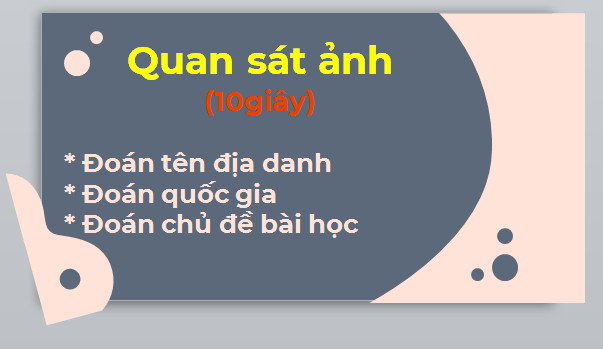 Quan sát ảnh
(10giây)
* Đoán tên địa danh
* Đoán quốc gia
* Đoán chủ đề bài học